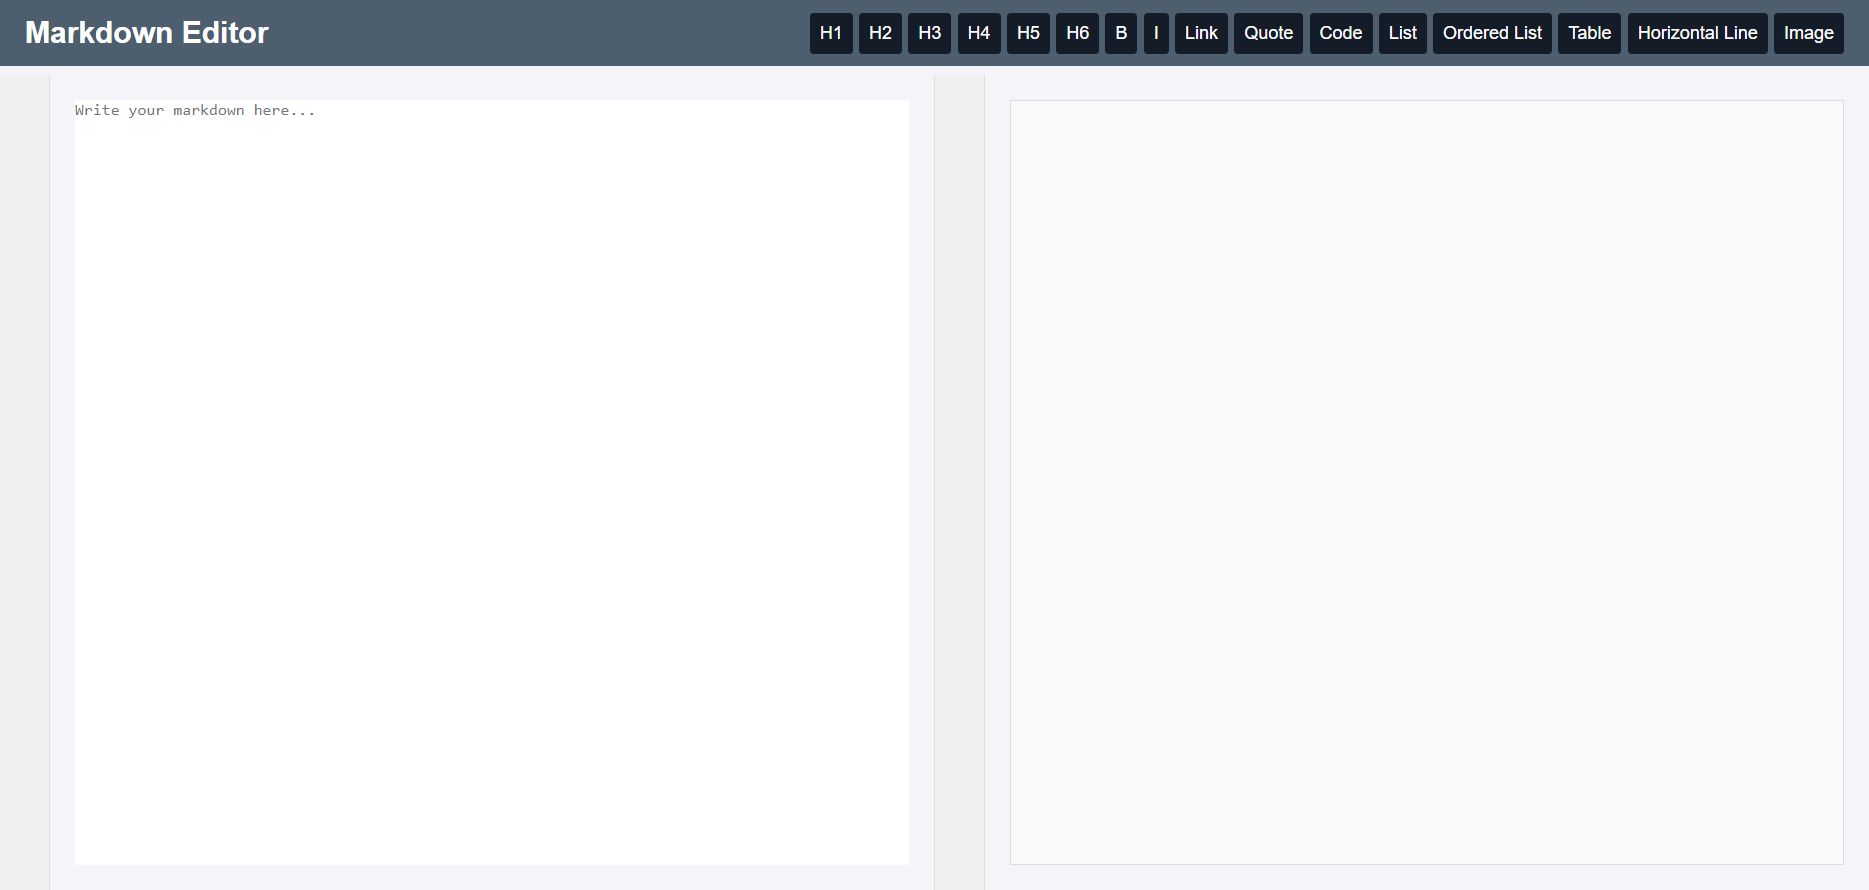 Markdown Editor
H1 H2 H3 H4 H5 H6 B I Link Quote Code List Ordered List Table Horizontal Line Image
Write your markdown here...